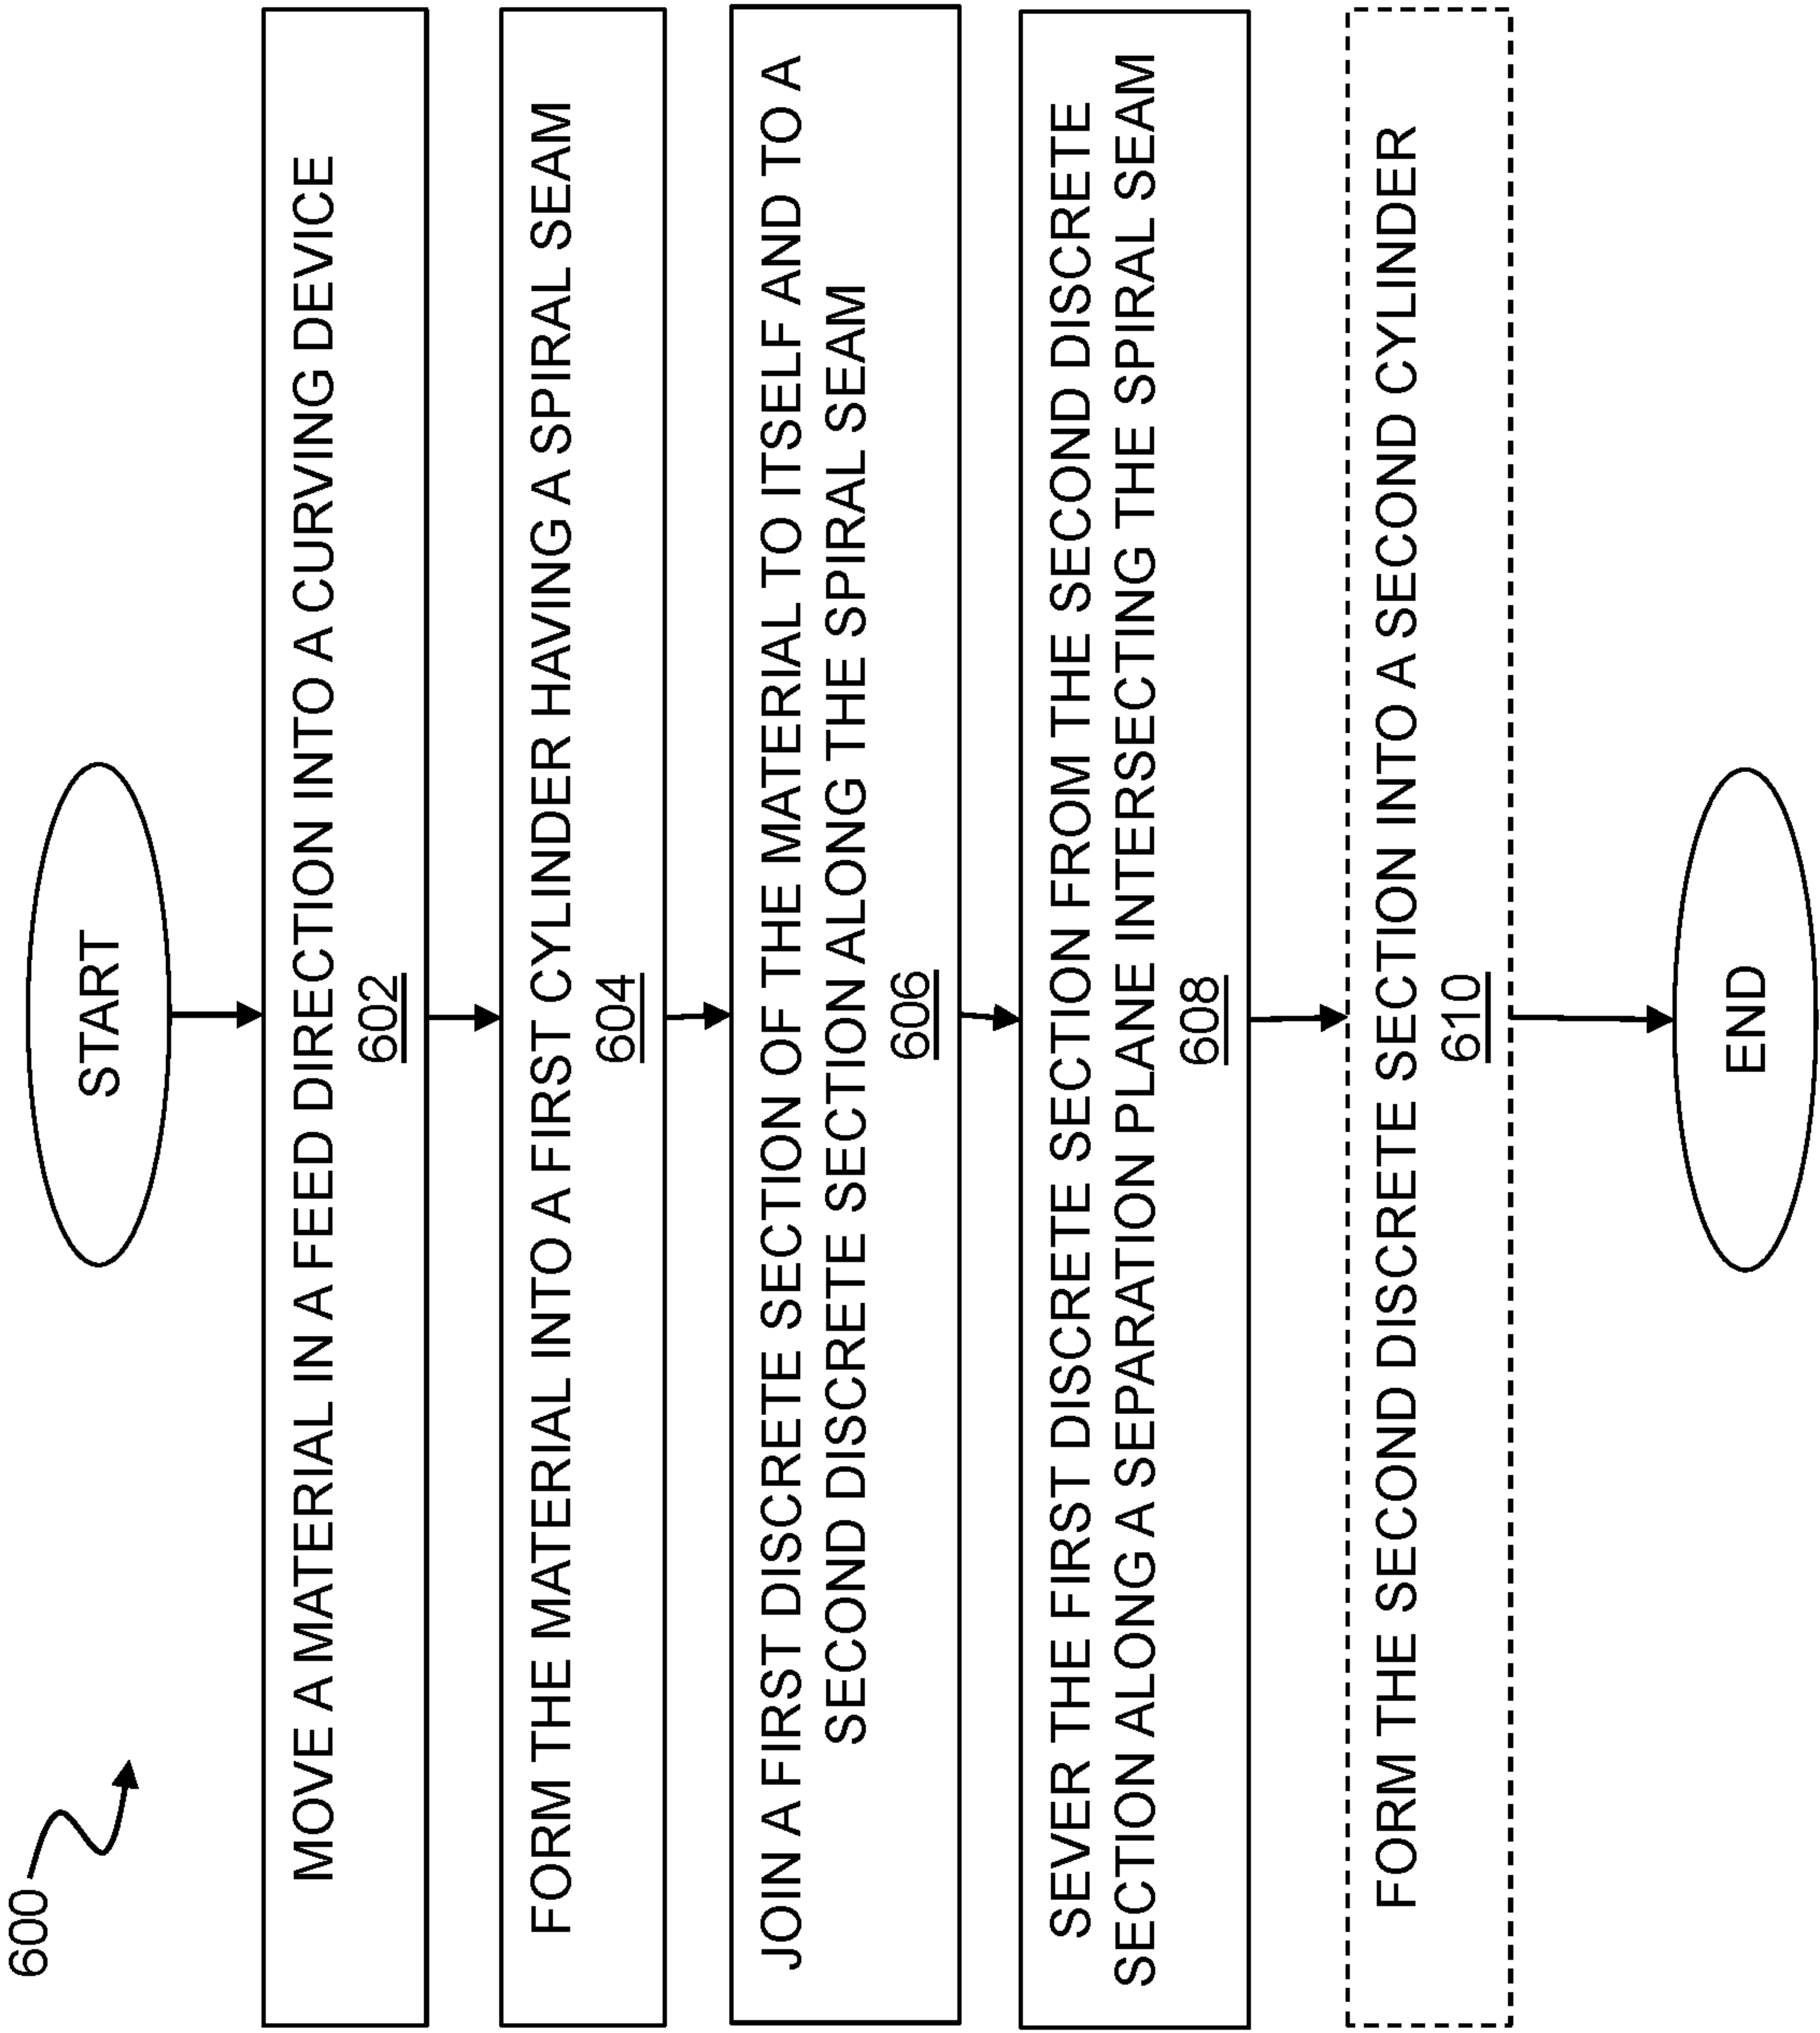 600
START
MOVE A MATERIAL IN A FEED DIRECTION INTO A CURVING DEVICE
602
FORM THE MATERIAL INTO A FIRST CYLINDER HAVING A SPIRAL SEAM
604
JOIN A FIRST DISCRETE SECTION OF THE MATERIAL TO ITSELF AND TO A
SECOND DISCRETE SECTION ALONG THE SPIRAL SEAM
606
SEVER THE FIRST DISCRETE SECTION FROM THE SECOND DISCRETE
SECTION ALONG A SEPARATION PLANE INTERSECTING THE SPIRAL SEAM
608
FORM THE SECOND DISCRETE SECTION INTO A SECOND CYLINDER
610
END